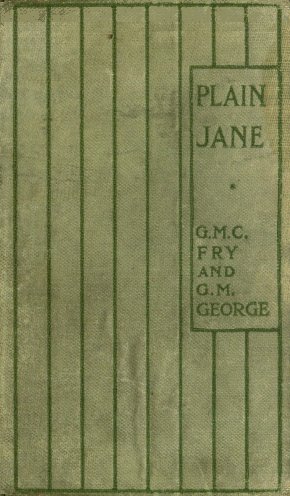 PLAIN
JANE
G.M.C.
FRY
AND
G.M.
GEORGE